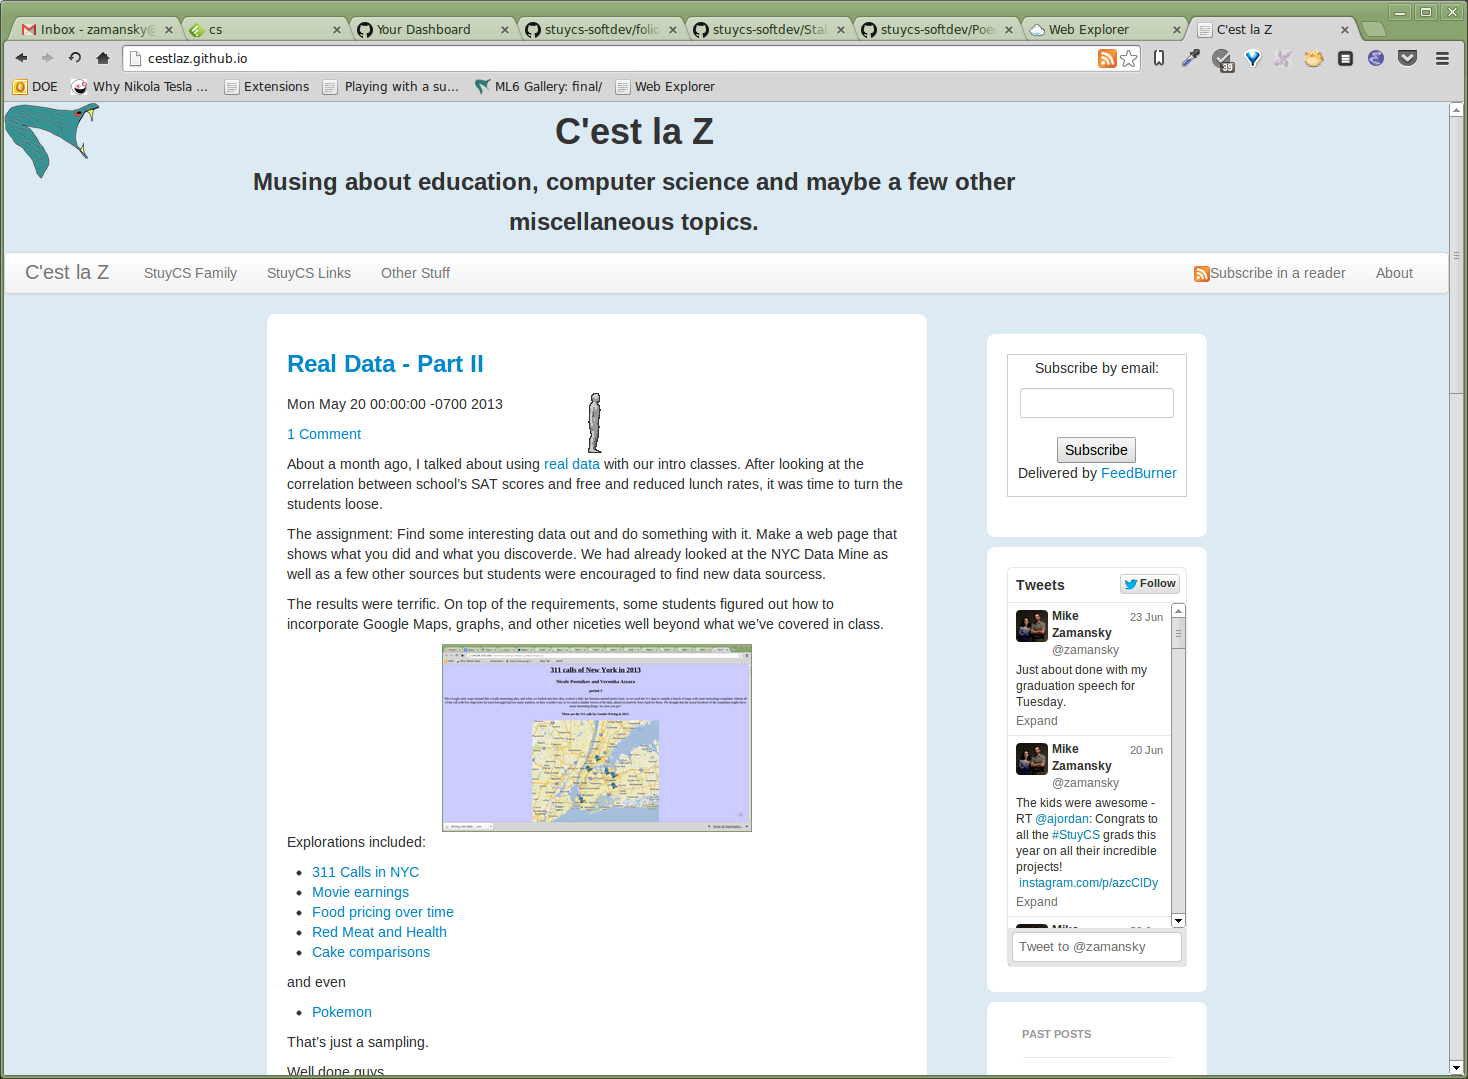 Inbox - zamansky@
cs
Your Dashboard
stuycs-softdev/folio
stuycs-softdev/Stal
stuycs-softdev/Poe
Web Explorer
C'est la Z
cestlaz.github.io
39
DOE
Why Nikola Tesla ...
Extensions
Playing with a su...
ML6 Gallery: final/
Web Explorer
C'est la Z
Musing about education, computer science and maybe a few other
miscellaneous topics.
C'est la Z
StuyCS Family
StuyCS Links
Other Stuff
Subscribe in a reader
About
Real Data - Part II
Mon May 20 00:00:00 -0700 2013
1 Comment
About a month ago, I talked about using real data with our intro classes. After looking at the
correlation between school’s SAT scores and free and reduced lunch rates, it was time to turn the
students loose.
The assignment: Find some interesting data out and do something with it. Make a web page that
shows what you did and what you discoverde. We had already looked at the NYC Data Mine as
well as a few other sources but students were encouraged to find new data sourcess.
The results were terrific. On top of the requirements, some students figured out how to
incorporate Google Maps, graphs, and other niceties well beyond what we’ve covered in class.
311 calls of New York in 2013
Nicole Postnikov and Veronika Azzara
period 3
Explorations included:
311 Calls in NYC
Movie earnings
Food pricing over time
Red Meat and Health
Cake comparisons
and even
Pokemon
That’s just a sampling.
Well done guys
Subscribe by email:
Subscribe
Delivered by FeedBurner
Tweets
Follow
Mike
Zamansky
@zamansky
23 Jun
Just about done with my
graduation speech for
Tuesday.
Expand
Mike
Zamansky
@zamansky
20 Jun
The kids were awesome -
RT @ajordan: Congrats to
all the #StuyCS grads this
year on all their incredible
projects!
instagram.com/p/azcCIDy
Expand
Tweet to @zamansky
PAST POSTS